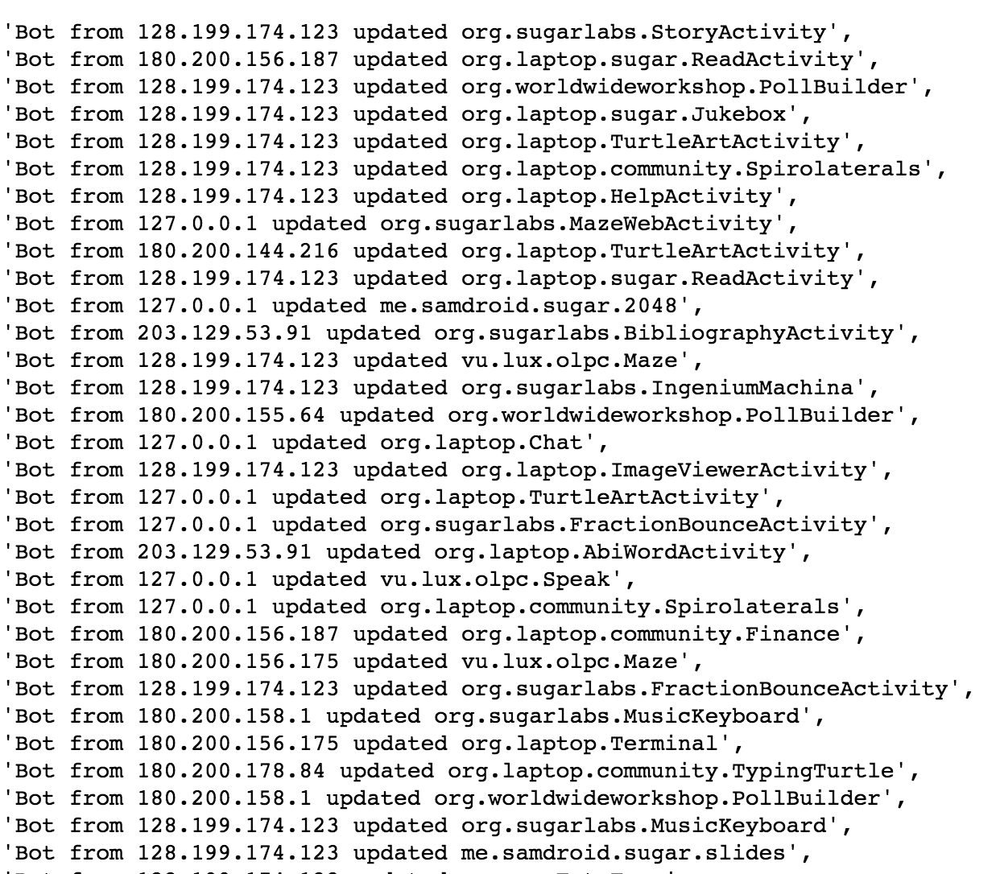 'Bot from 128.199.174.123 updated org.sugarlabs.StoryActivity',
'Bot from 180.200.156.187 updated org.laptop.sugar.ReadActivity',
'Bot from 128.199.174.123 updated org.worldwideworkshop.PollBuilder',
'Bot from 128.199.174.123 updated org.laptop.sugar.Jukebox',
'Bot from 128.199.174.123 updated org.laptop.TurtleArtActivity',
'Bot from 128.199.174.123 updated org.laptop.community.Spirolaterals',
'Bot from 128.199.174.123 updated org.laptop.HelpActivity',
'Bot from 127.0.0.1 updated org.sugarlabs.MazeWebActivity',
'Bot from 180.200.144.216 updated org.laptop.TurtleArtActivity',
'Bot from 128.199.174.123 updated org.laptop.sugar.ReadActivity',
'Bot from 127.0.0.1 updated me.samdroid.sugar.2048',
'Bot from 203.129.53.91 updated org.sugarlabs.BibliographyActivity',
'Bot from 128.199.174.123 updated vu.lux.olpc.Maze',
'Bot from 128.199.174.123 updated org.sugarlabs.IngeniumMachina',
'Bot from 180.200.155.64 updated org.worldwideworkshop.PollBuilder',
'Bot from 127.0.0.1 updated org.laptop.Chat',
'Bot from 128.199.174.123 updated org.laptop.ImageViewerActivity',
'Bot from 127.0.0.1 updated org.laptop.TurtleArtActivity',
'Bot from 127.0.0.1 updated org.sugarlabs.FractionBounceActivity',
'Bot from 203.129.53.91 updated org.laptop.AbiWordActivity',
'Bot from 127.0.0.1 updated vu.lux.olpc.Speak',
'Bot from 127.0.0.1 updated org.laptop.community.Spirolaterals',
'Bot from 180.200.156.187 updated org.laptop.community.Finance',
'Bot from 180.200.156.175 updated vu.lux.olpc.Maze',
'Bot from 128.199.174.123 updated org.sugarlabs.FractionBounceActivity',
'Bot from 180.200.158.1 updated org.sugarlabs.MusicKeyboard',
'Bot from 180.200.156.175 updated org.laptop.Terminal',
'Bot from 180.200.178.84 updated org.laptop.community.TypingTurtle',
'Bot from 180.200.158.1 updated org.worldwideworkshop.PollBuilder',
'Bot from 128.199.174.123 updated org.sugarlabs.MusicKeyboard',
'Bot from 128.199.174.123 updated me.samdroid.sugar.slides',